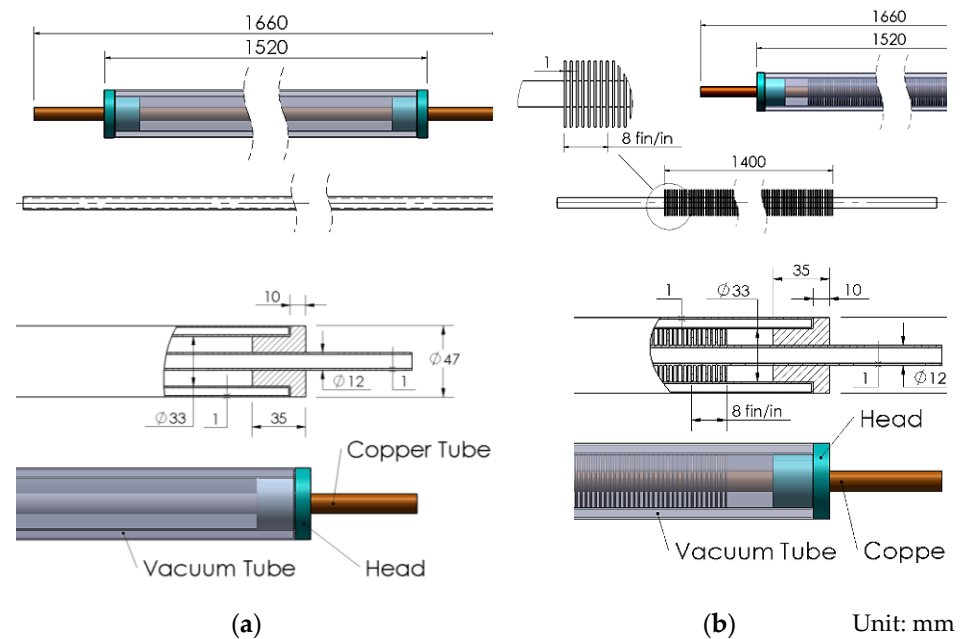 1660
1520
10
Ø47
Ø12
1
Ø33
1
35
Copper Tube
Vacuum Tube
Head
(a)
1660
1520
1
8 fin/in
1400
35
10
1
Ø33
1
Ø12
8 fin/in
Head
Vacuum Tube
Coppe
(b)
Unit: mm